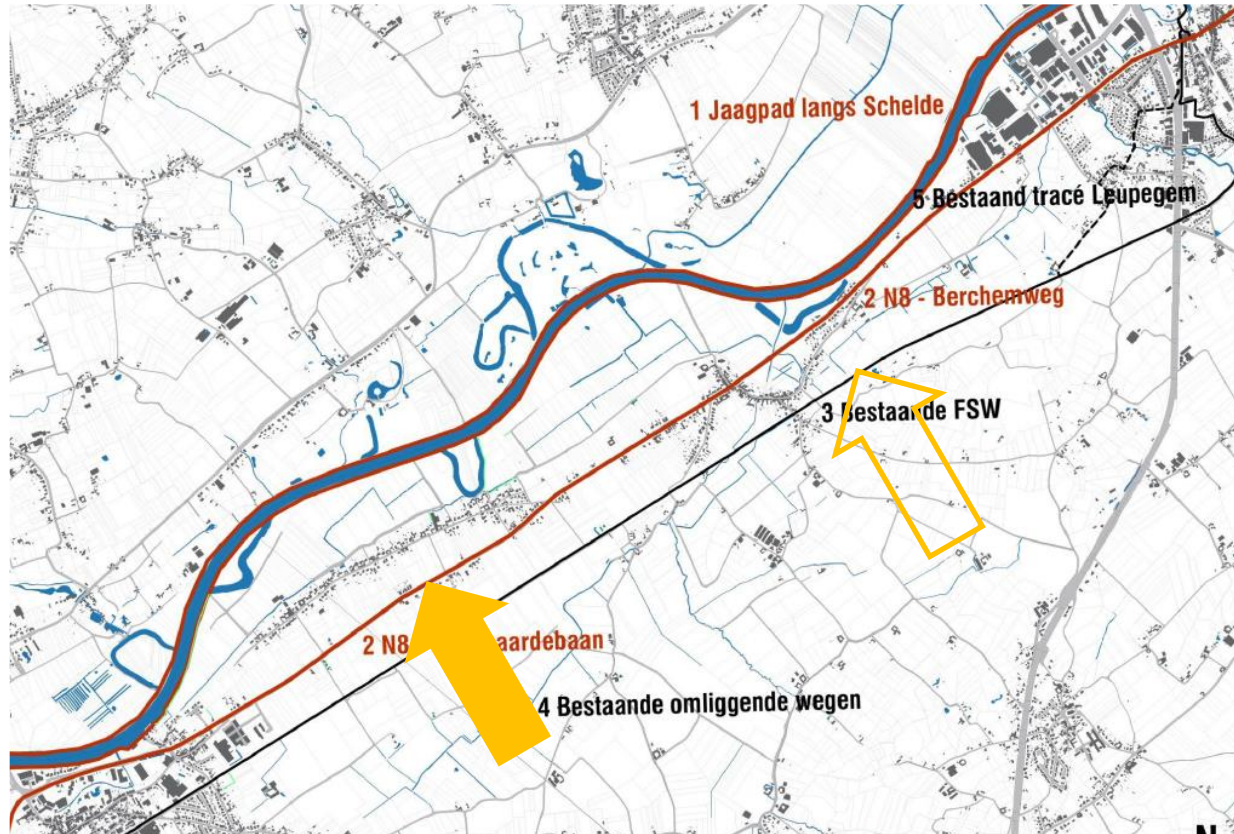 1 Jaagpad langs Schelde
5 Bestaand tracé Leupegem
2 N8 - Berchemweg
3 Bestaande FSW
2 N8 aardebaan
4 Bestaande omliggende wegen
N